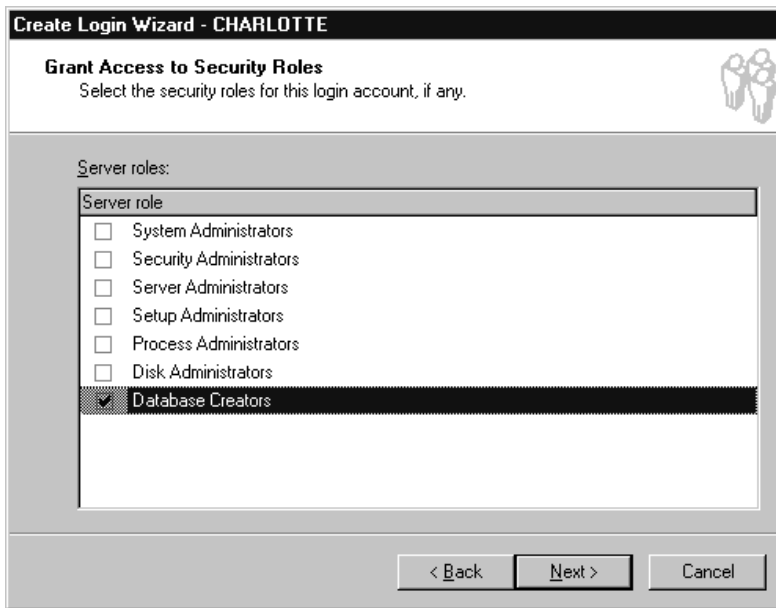 Create Login Wizard - CHARLOTTE
Grant Access to Security Roles
Select the security roles for this login account, if any.
Server roles:
Server role
System Administrators
Security Administrators
Server Administrators
Setup Administrators
Process Administrators
Disk Administrators
Database Creators
< Back Next > Cancel